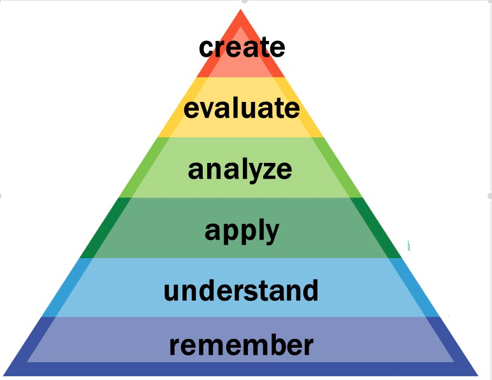 create
evaluate
analyze
apply
understand
remember